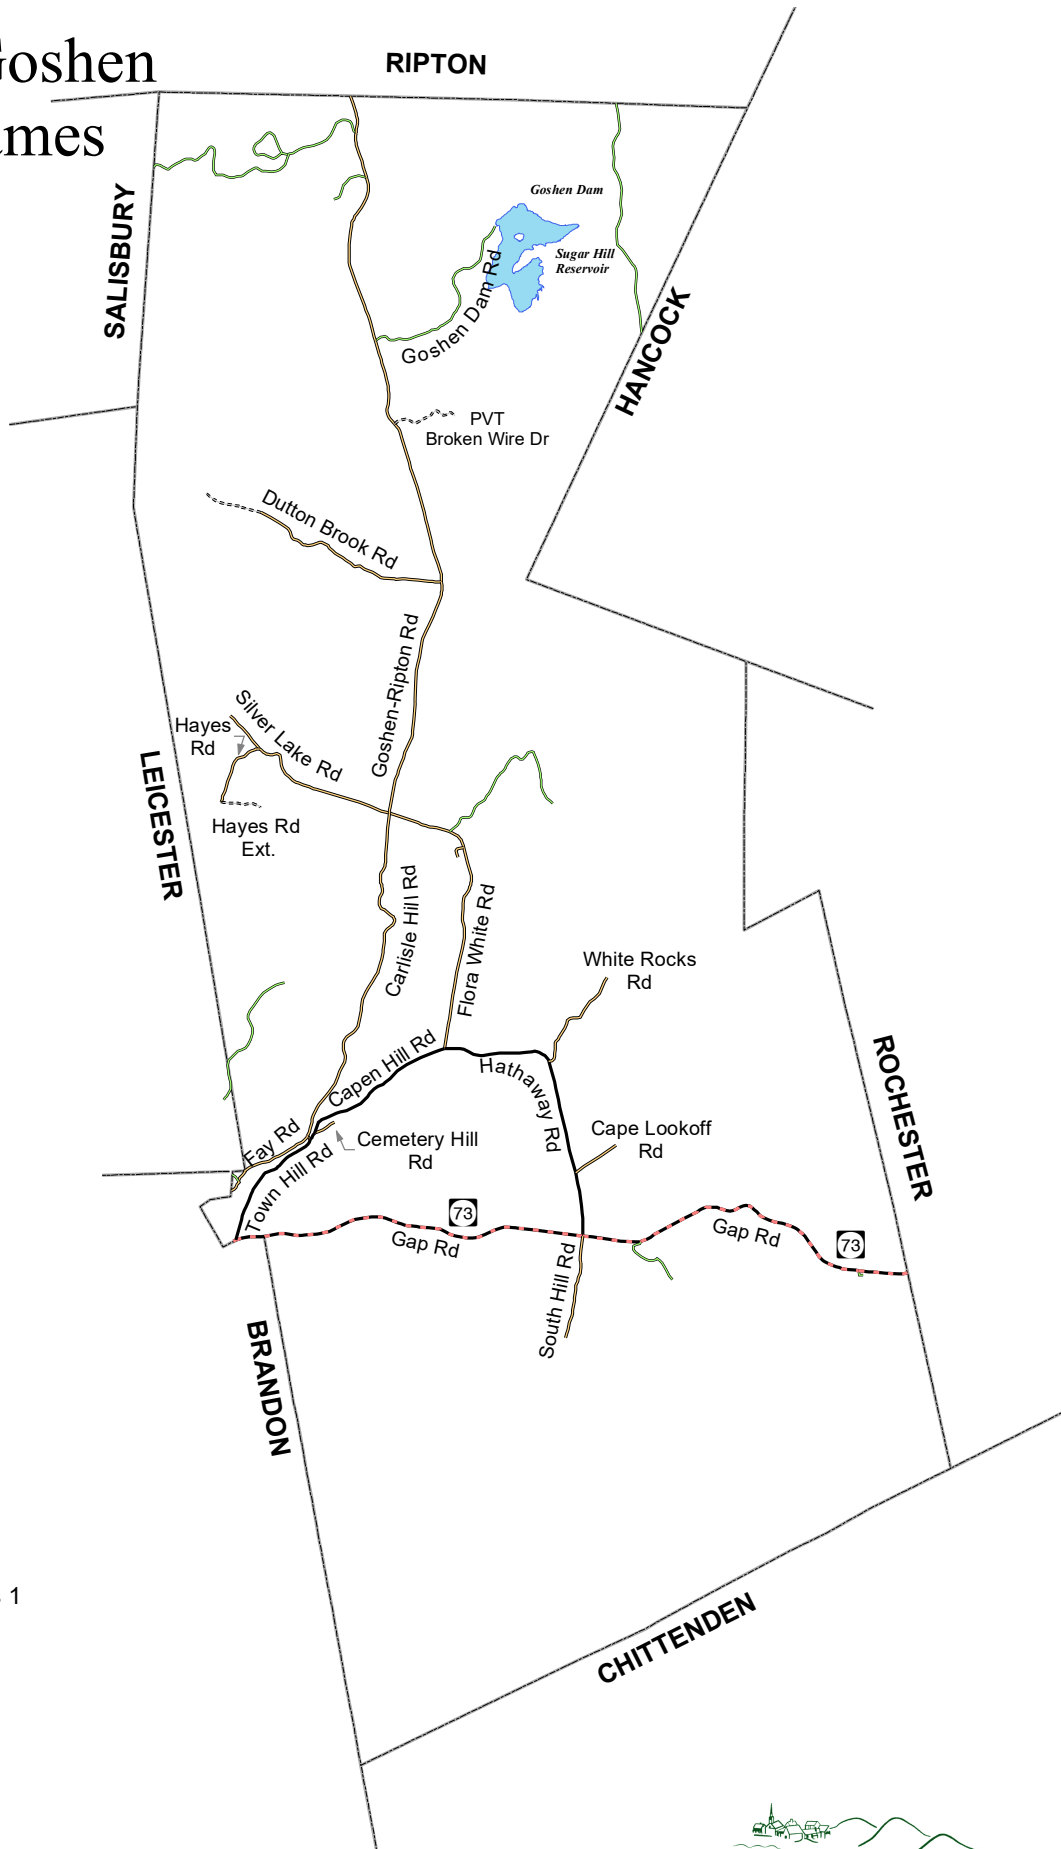 Goshen
RIPTON
ames
SALISBURY
Goshen Dam
Sugar Hill
Reservoir
Goshen Dam Rd
HANCOCK
PVT
Broken Wire Dr
Dutton Brook Rd
Goshen-Ripton Rd
Silver Lake Rd
Hayes
Rd
LEICESTER
Hayes Rd
Ext.
Carlisle Hill Rd
Flora White Rd
White Rocks
Rd
Capen Hill Rd
Hathaway Rd
ROCHESTER
Fay Rd
Cemetery Hill
Rd
Cape Lookoff
Rd
Town Hill Rd
73
Gap Rd
Gap Rd
73
South Hill Rd
BRANDON
1
CHITTENDEN